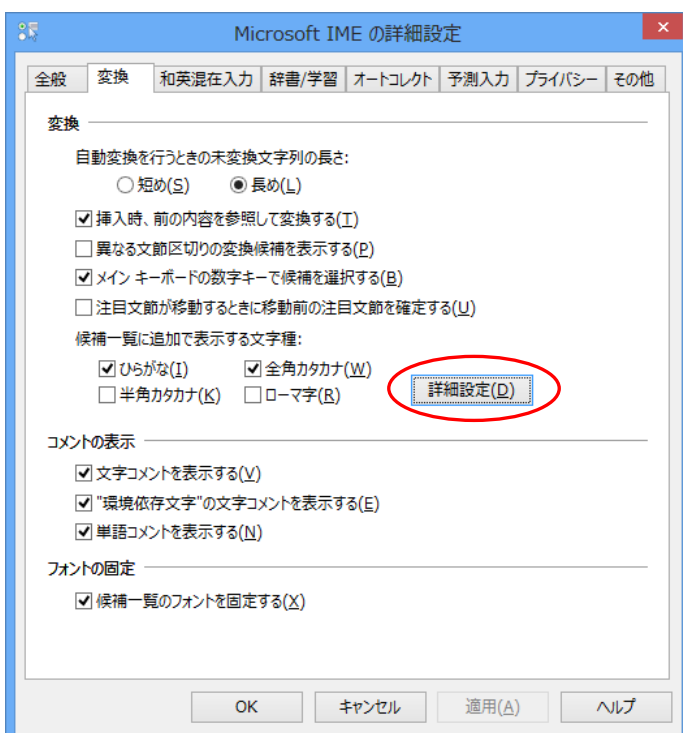 Microsoft IME の詳細設定
全般 変換 和英混在入力 辞書/学習 オートコレクト 予測入力 プライバシー その他
変換
自動変換を行うときの未変換文字列の長さ:
短め(S) 長め(L)
挿入時、前の内容を参照して変換する(T)
異なる文節区切りの変換候補を表示する(P)
メイン キーボードの数字キーで候補を選択する(B)
注目文節が移動するときに移動前の注目文節を確定する(U)
候補一覧に追加で表示する文字種:
ひらがな(I) 全角カタカナ(W)
半角カタカナ(K) ローマ字(R) 詳細設定(D)
コメントの表示
文字コメントを表示する(V)
"環境依存文字"の文字コメントを表示する(E)
単語コメントを表示する(N)
フォントの固定
候補一覧のフォントを固定する(X)
OK キャンセル 適用(A) ヘルプ